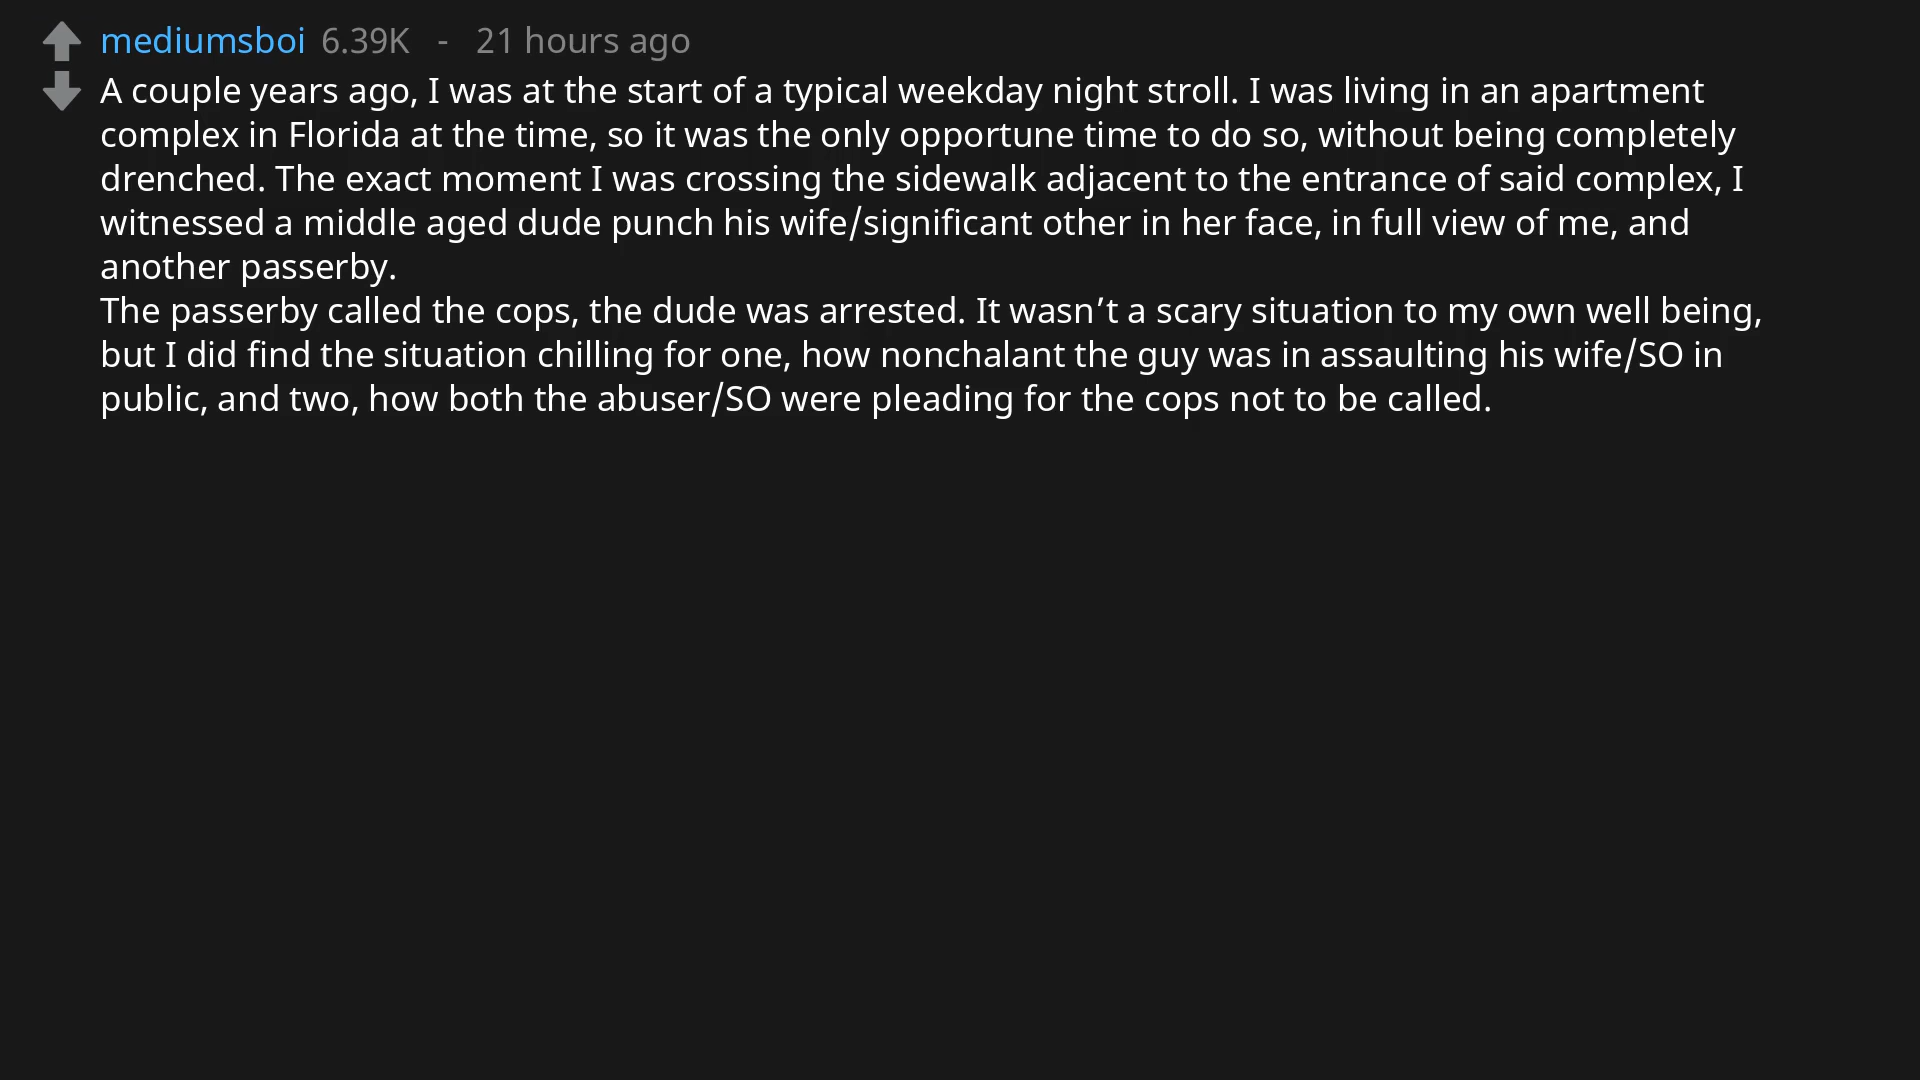 mediumsboi 6.39K - 21 hours ago
A couple years ago, I was at the start of a typical weekday night stroll. I was living in an apartment
complex in Florida at the time, so it was the only opportune time to do so, without being completely
drenched. The exact moment I was crossing the sidewalk adjacent to the entrance of said complex, I
witnessed a middle aged dude punch his wife/significant other in her face, in full view of me, and
another passerby.
The passerby called the cops, the dude was arrested. It wasn’t a scary situation to my own well being,
but I did find the situation chilling for one, how nonchalant the guy was in assaulting his wife/SO in
public, and two, how both the abuser/SO were pleading for the cops not to be called.